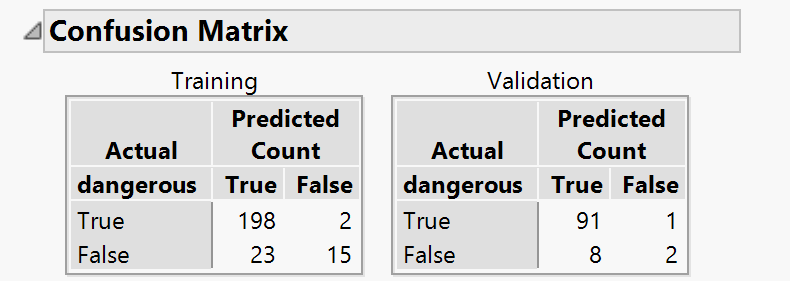 Confusion Matrix
Training
Predicted
Actual Count
dangerous True False
True 198 2
False 23 15
Validation
Predicted
Actual Count
dangerous True False
True 91 1
False 8 2